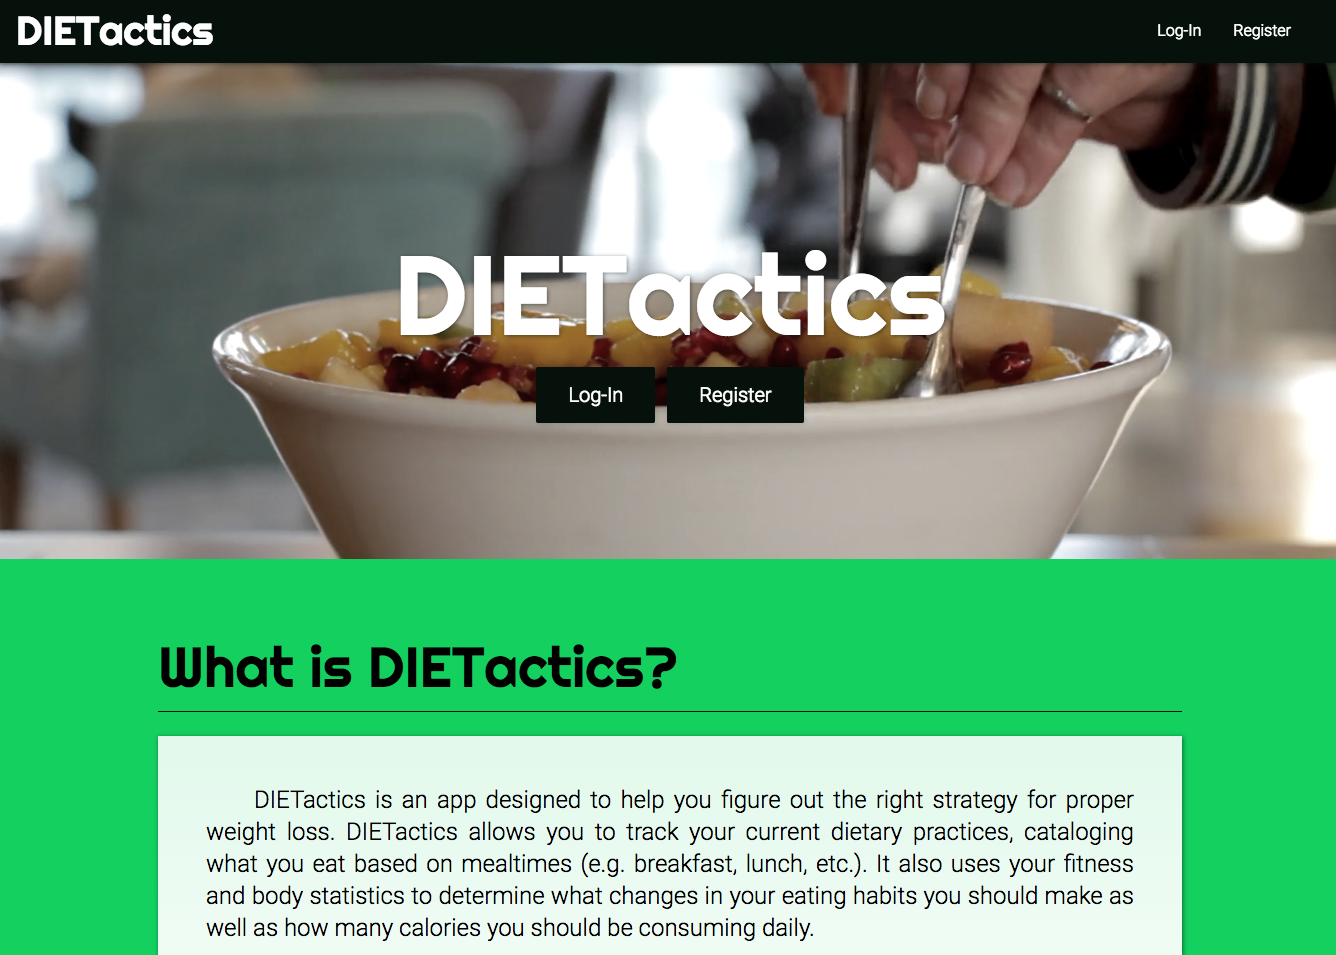 DIETactics
Log-In Register
DIETactics
Log-In Register
What is DIETactics?
DIETactics is an app designed to help you figure out the right strategy for proper
weight loss. DIETactics allows you to track your current dietary practices, cataloging
what you eat based on mealtimes (e.g. breakfast, lunch, etc.). It also uses your fitness
and body statistics to determine what changes in your eating habits you should make as
well as how many calories you should be consuming daily.